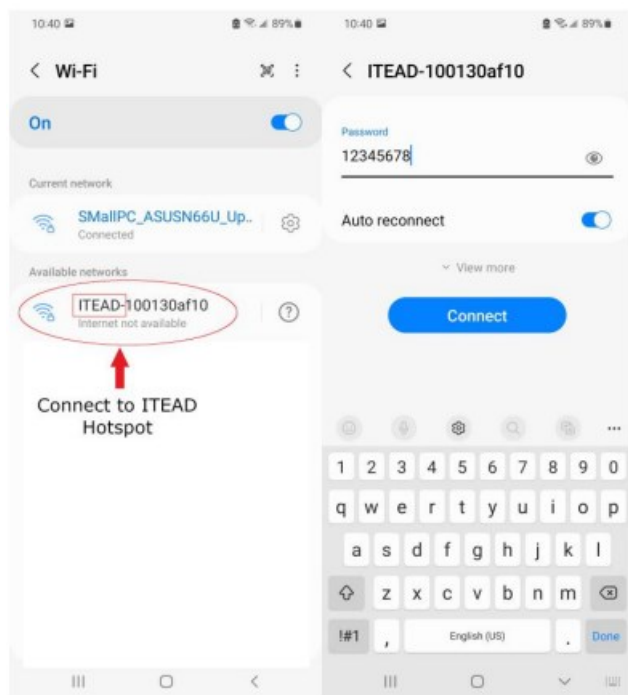 10:40 89%
Wi-Fi
On
Current network
SMallPC_ASUSN66U_Up..
Connected
Available networks
ITEAD-100130af10
Internet not available
Connect to ITEAD
Hotspot
10:40 89%
ITEAD-100130af10
Password
12345678
Auto reconnect
View more
Connect
1 2 3 4 5 6 7 8 9 0
q w e r t y u i o p
a s d f g h j k l
z x c v b n m
!#1 , English (US) . Done